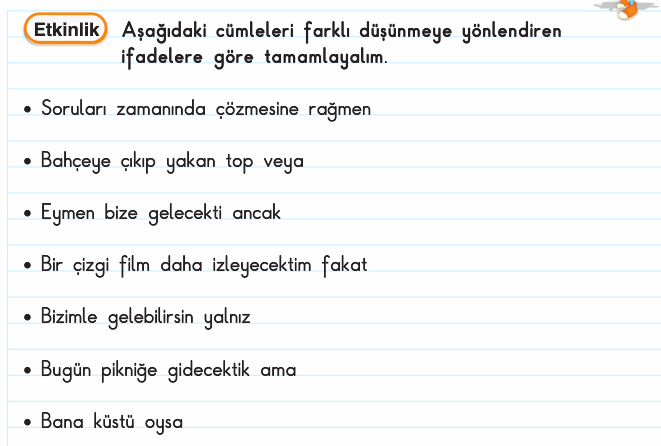 Etkinlik
Aşağıdaki cümleleri farklı düşünmeye yönlendiren
ifadelere göre tamamlayalım.
• Soruları zamanında çözmesine rağmen
• Bahçeye çıkıp yakan top veya
• Eymen bize gelecekti ancak
• Bir çizgi film daha izleyecektim fakat
• Bizimle gelebilirsin yalnız
• Bugün pikniğe gidecektik ama
• Bana küstü oysa